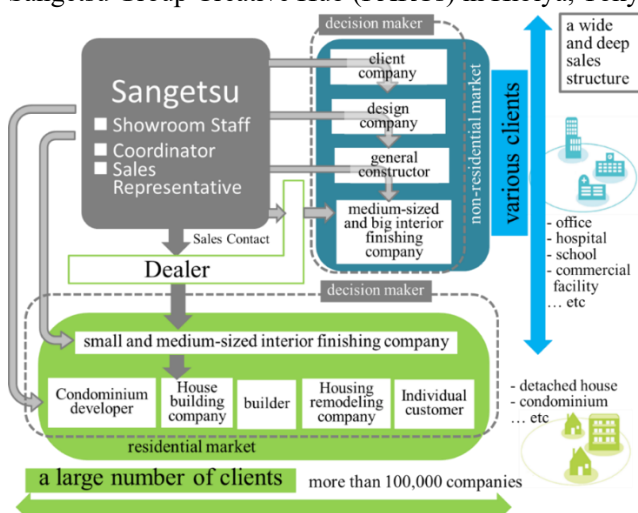 decision maker
Sangetsu
Showroom Staff
Coordinator
Sales
Representative
client
company
design
company
general
constructor
medium-sized
and big interior
finishing
company
non-residential market
various clients
a wide
and deep
sales
structure
- office
- hospital
- school
- commercial
facility
... etc
Sales Contact
Dealer
decision maker
small and medium-sized interior finishing company
Condominium
developer
House
building
company
builder
Housing
remodeling
company
Individual
customer
residential market
- detached house
- condominium
... etc
a large number of clients
more than 100,000 companies